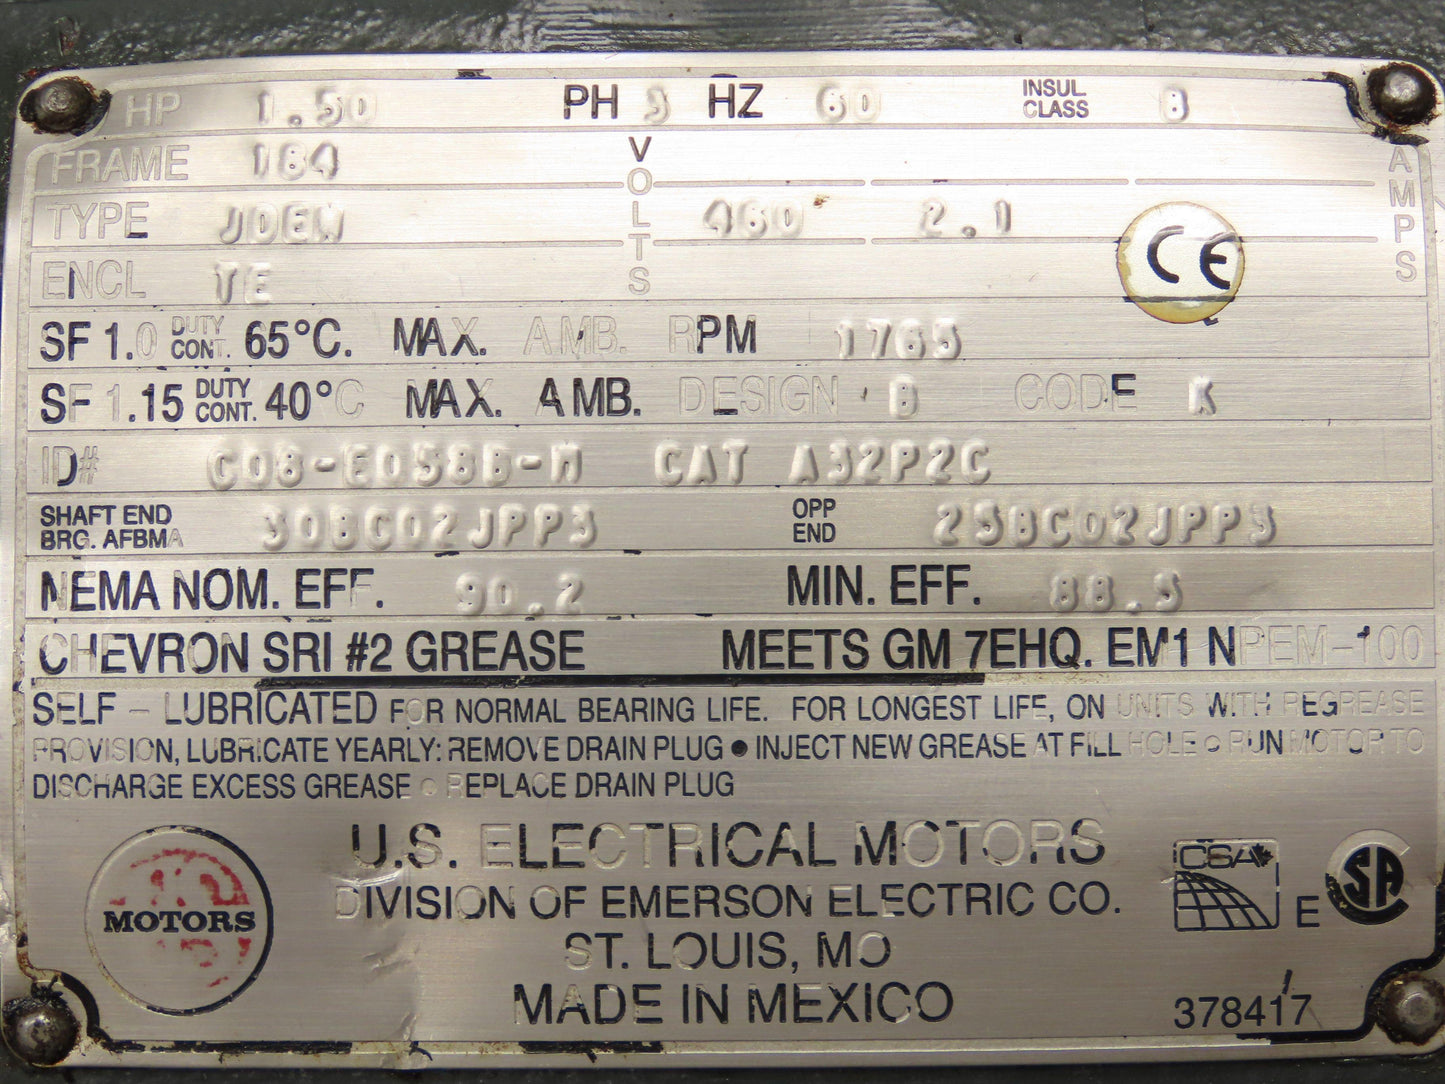 HP 1.50 PH 3 HZ 60 INSUL CLASS B
FRAME 184 VOLTS AMPS
TYPE JDEW 460 2.1
ENCL TE CE
SF 1.0 DUTY CONT. 65°C. MAX. AMB. RPM 1765
SF 1.15 DUTY CONT. 40°C MAX. AMB. DESIGN B CODE K
ID# C08-E058B-M CAT A32P2C
SHAFT END BRG. AFBMA 30BC02JPP3 OPP END 25BC02JPP3
NEMA NOM. EFF. 90.2 MIN. EFF. 88.5
CHEVRON SRI #2 GREASE MEETS GM 7EHQ. EM1 NPEM-100
SELF - LUBRICATED FOR NORMAL BEARING LIFE. FOR LONGEST LIFE, ON UNITS WITH REGREASE
PROVISION, LUBRICATE YEARLY: REMOVE DRAIN PLUG ● INJECT NEW GREASE AT FILL HOLE ○ RUN MOTOR TO
DISCHARGE EXCESS GREASE ○ REPLACE DRAIN PLUG
MOTORS
U.S. ELECTRICAL MOTORS
DIVISION OF EMERSON ELECTRIC CO.
ST. LOUIS, MO
MADE IN MEXICO
CSA E SA
378417